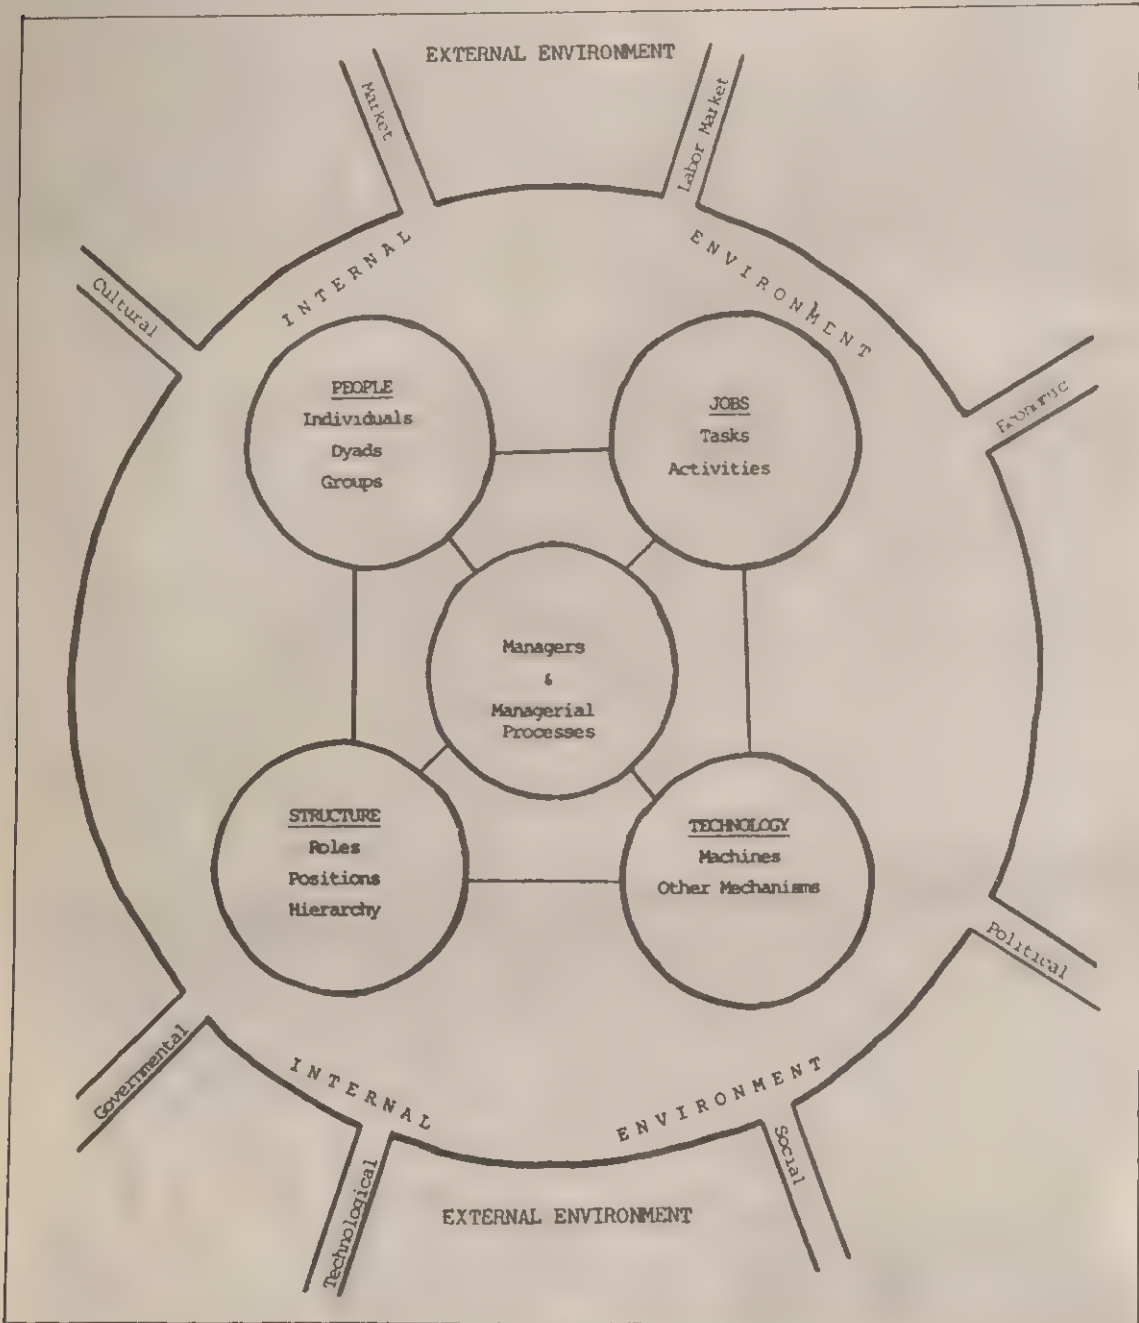 EXTERNAL ENVIRONMENT
Market
Labor Market
Cultural
INTERNAL
ENVIRONMENT
Economic
PEOPLE
Individuals
Dyads
Groups
JOBS
Tasks
Activities
Managers
&
Managerial
Processes
STRUCTURE
Roles
Positions
Hierarchy
TECHNOLOGY
Machines
Other Mechanisms
Political
Governmental
INTERNAL
ENVIRONMENT
Technological
Social
EXTERNAL ENVIRONMENT